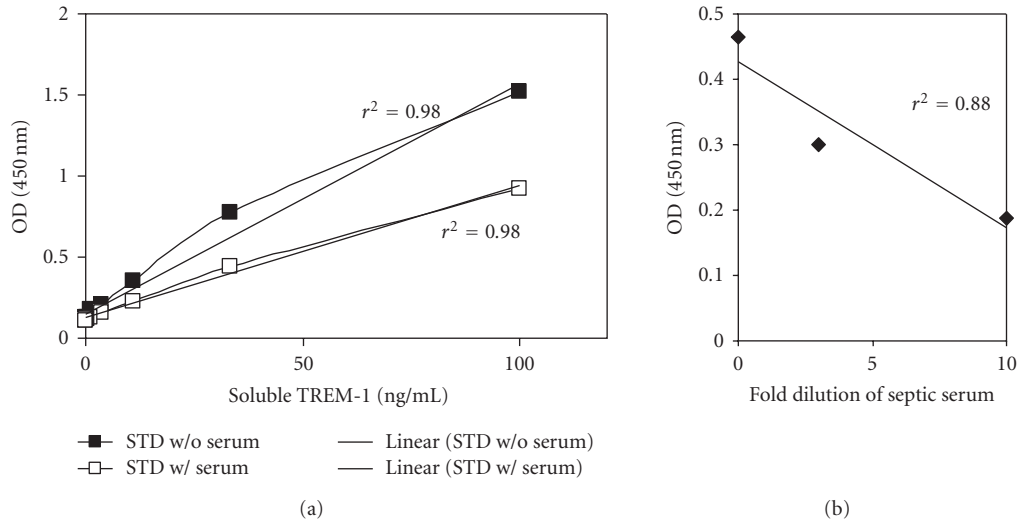 2
1.5
1
0.5
0
OD (450 nm)
r² = 0.98
r² = 0.98
0
50
100
Soluble TREM-1 (ng/mL)
STD w/o serum
Linear (STD w/o serum)
STD w/ serum
Linear (STD w/ serum)
(a)
0.5
0.4
0.3
0.2
0.1
0
OD (450 nm)
r² = 0.88
0
5
10
Fold dilution of septic serum
(b)